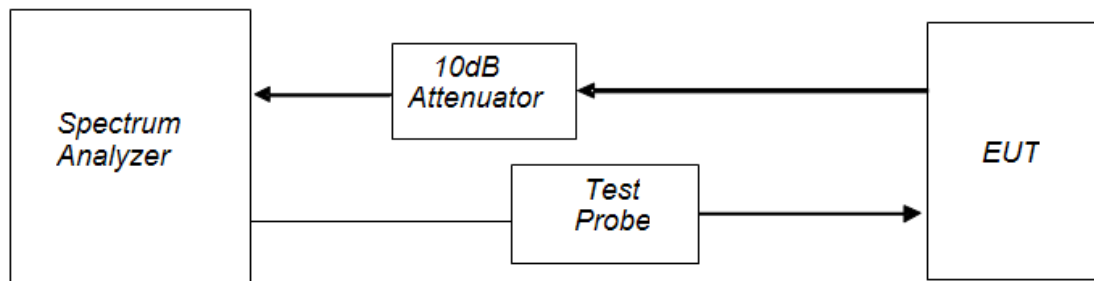 10dB
Attenuator
Spectrum
Analyzer
EUT
Test
Probe